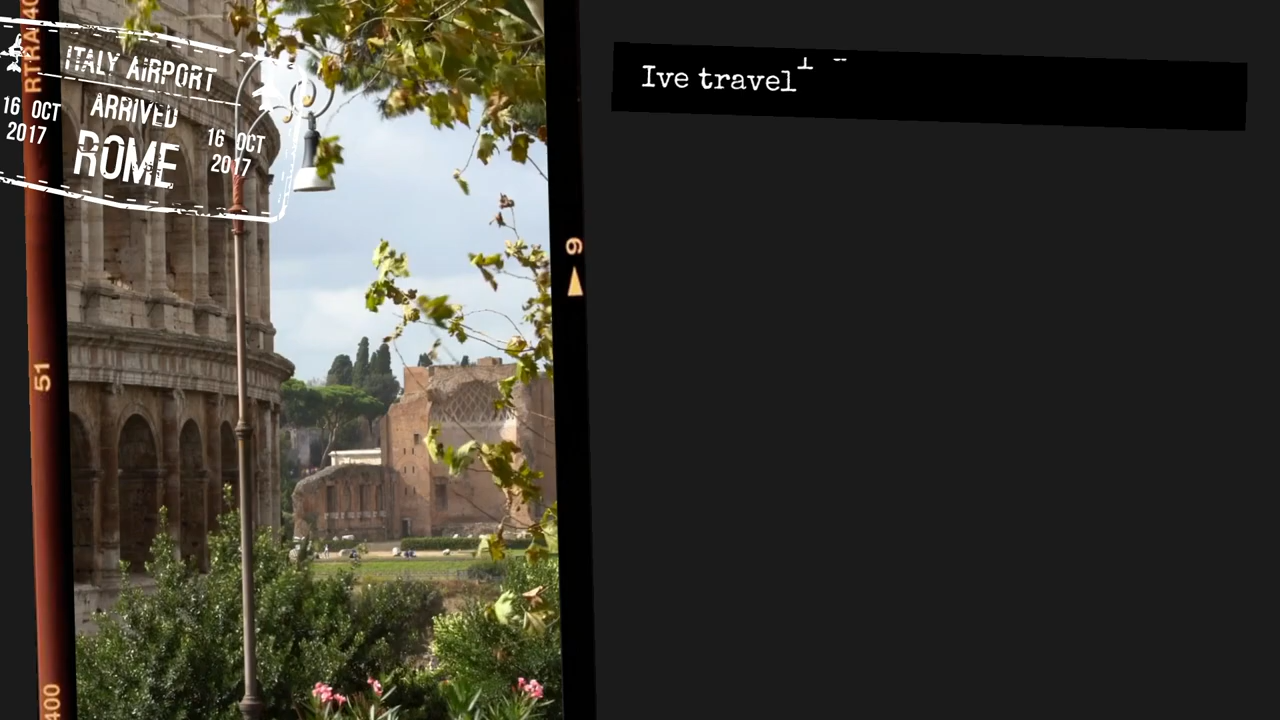 ITALY AIRPORT
ARRIVED
ROME
16 OCT
2017
16 OCT
2017
51
400
9
Ive travel